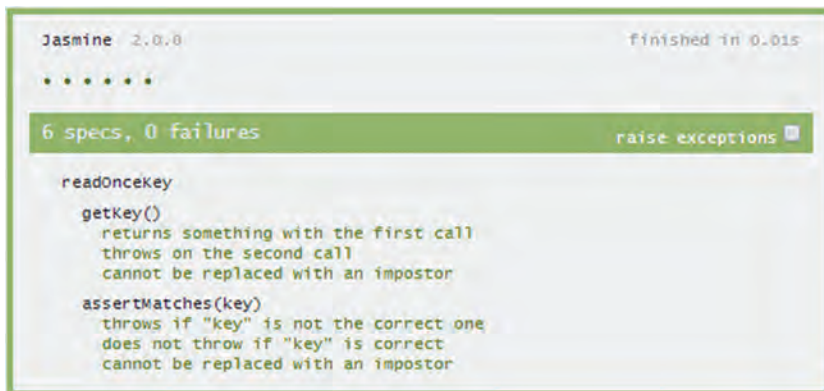 Jasmine 2.0.0 finished in 0.01s
6 specs, 0 failures raise exceptions
readOnceKey
getKey()
returns something with the first call
throws on the second call
cannot be replaced with an impostor
assertMatches(key)
throws if "key" is not the correct one
does not throw if "key" is correct
cannot be replaced with an impostor